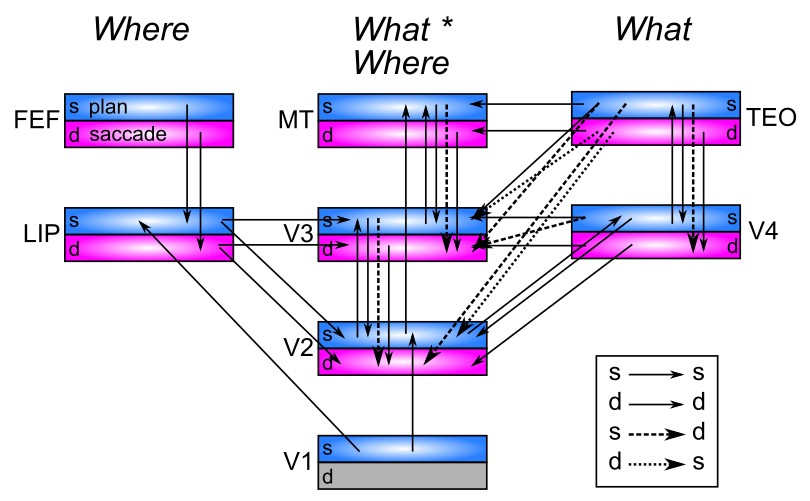 Where
What *
Where
What
FEF
s plan
d saccade
MT
s
d
s
d
TEO
LIP
s
d
V3
s
d
s
d
V4
V2
s
d
V1
s
d
s s
d d
s d
d s